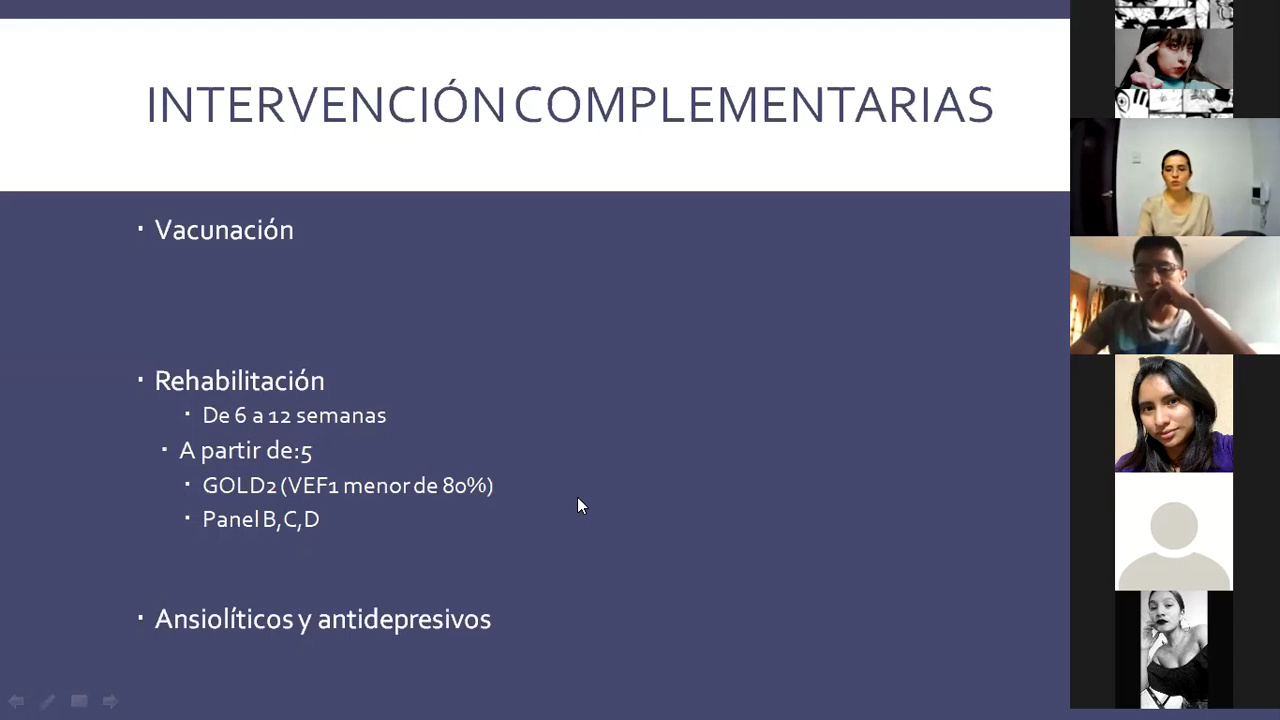 INTERVENCIÓN COMPLEMENTARIAS
Vacunación
Rehabilitación
De 6 a 12 semanas
A partir de:5
GOLD2 (VEF1 menor de 80%)
Panel B,C,D
Ansiolíticos y antidepresivos